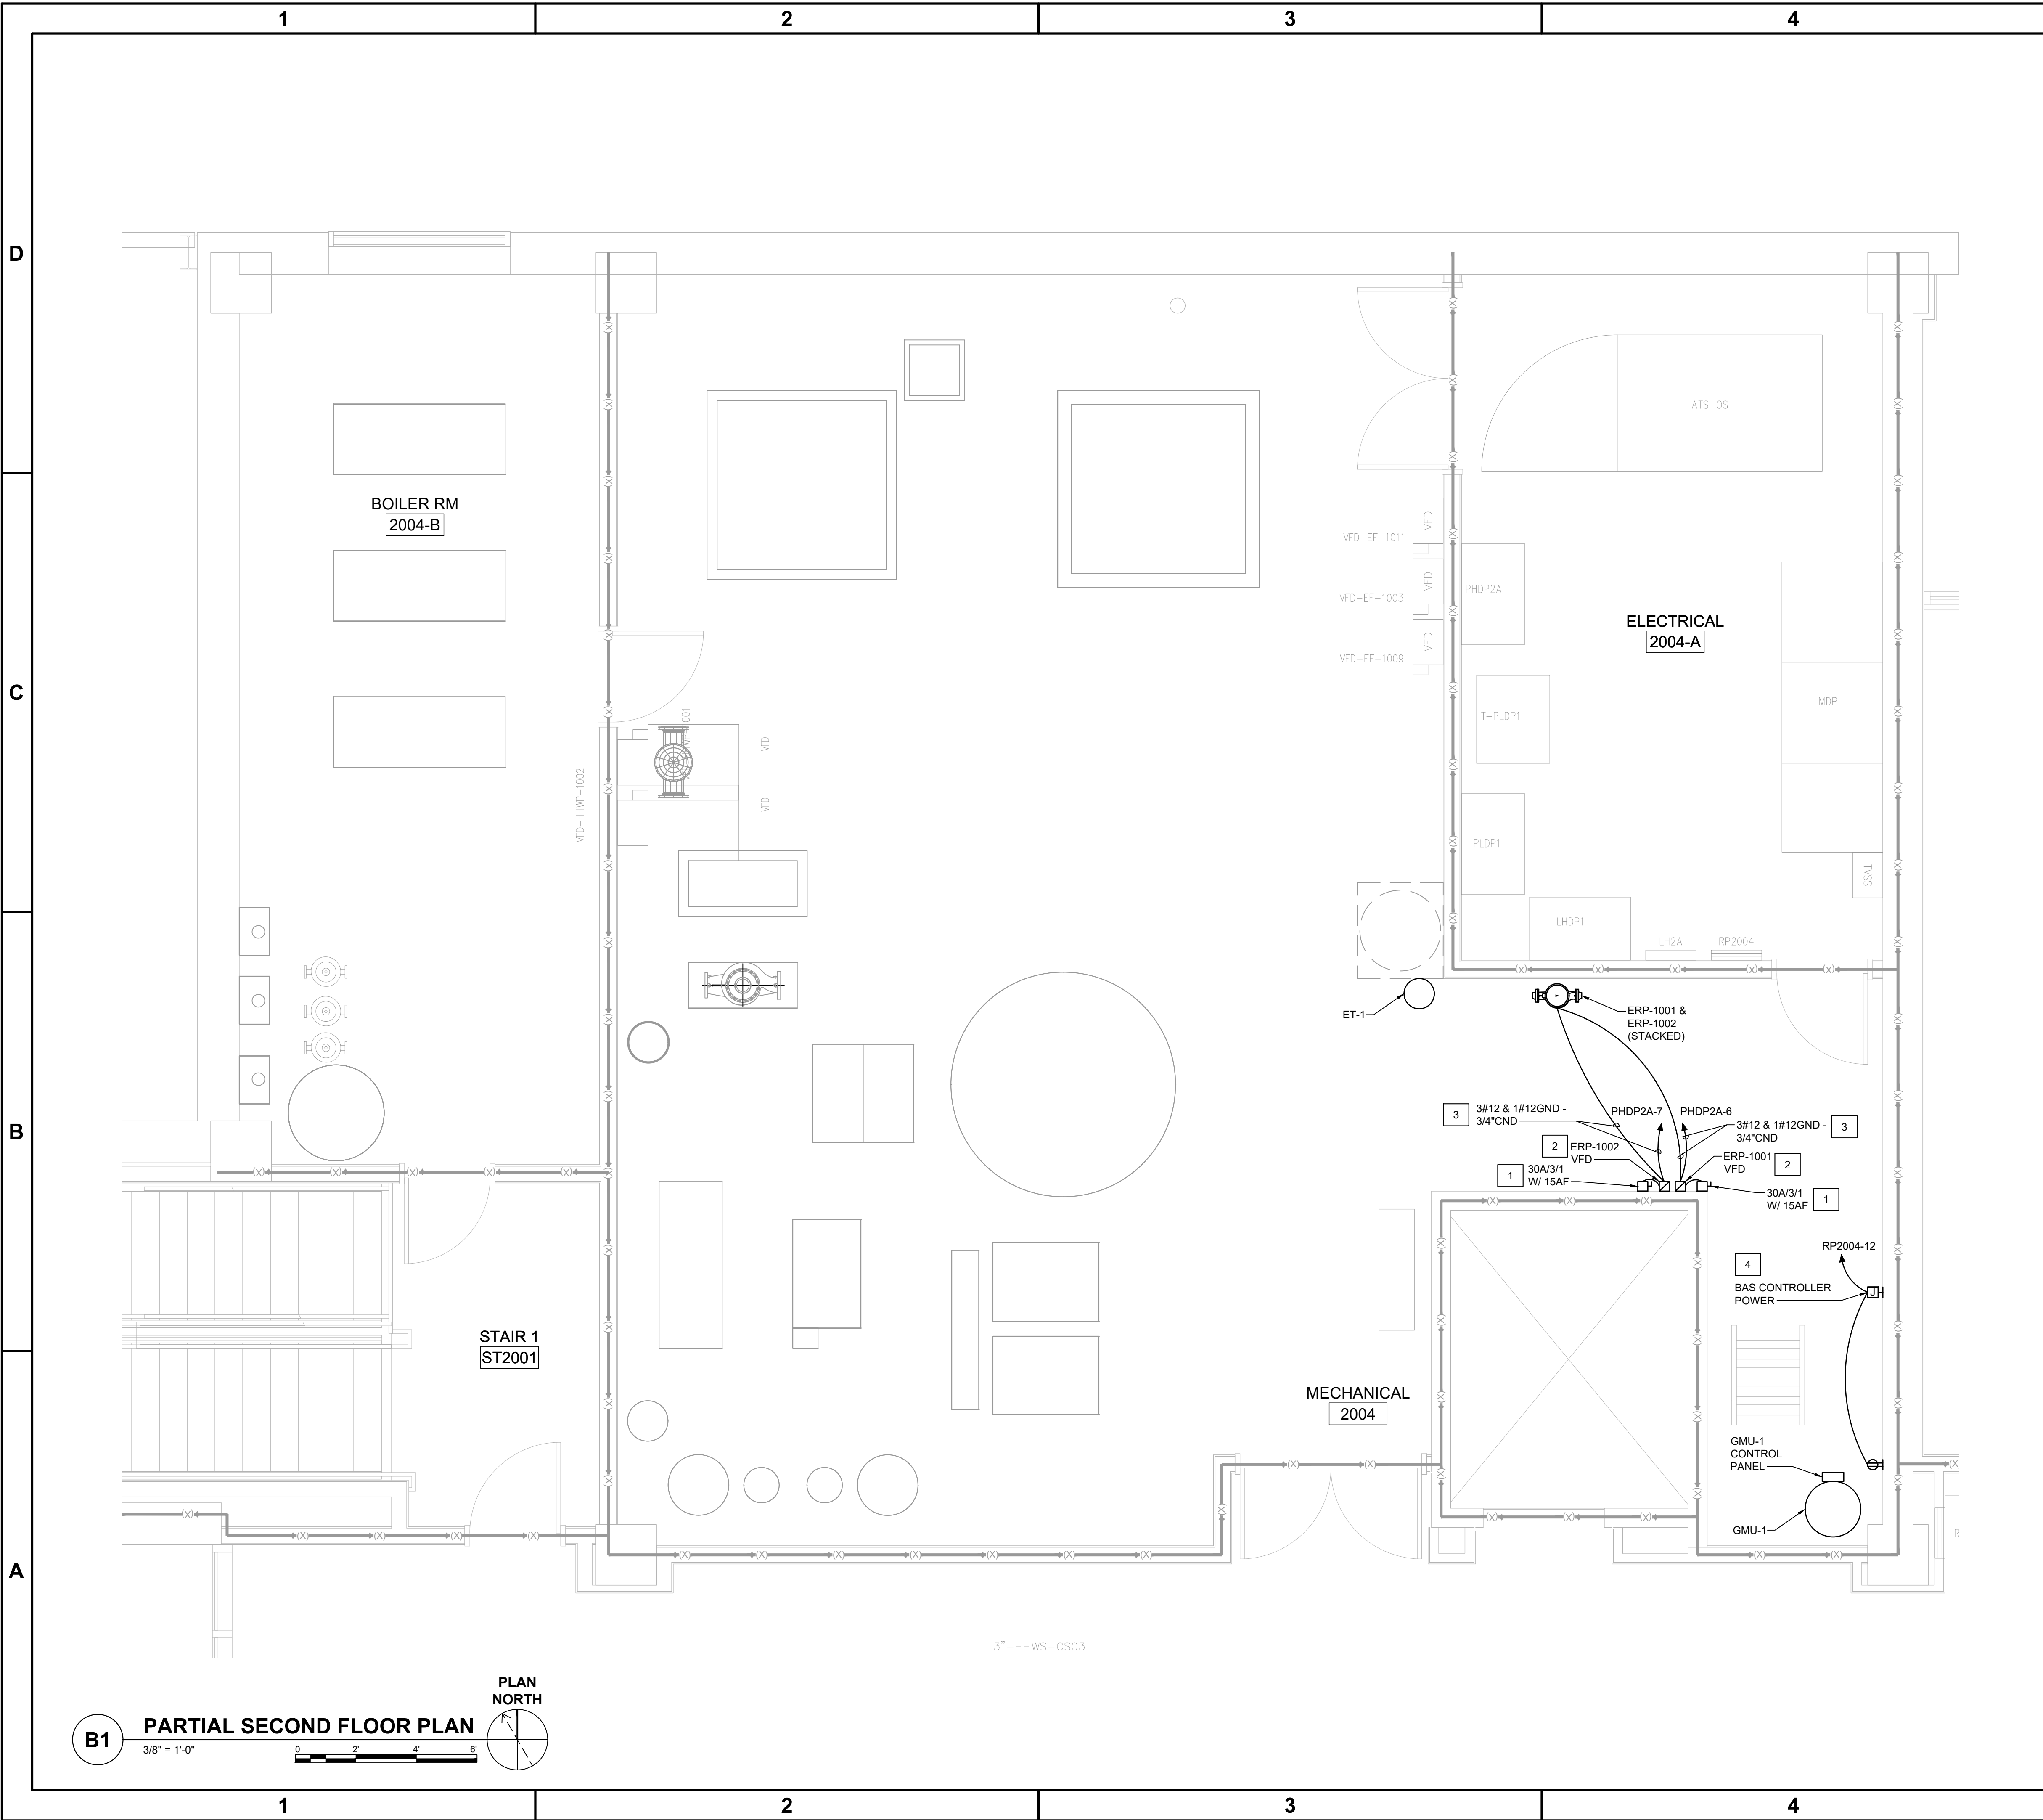 1
2
3
4
D
C
B
A
BOILER RM
2004-B
ATS-OS
VFD
VFD-EF-1011
VFD
VFD-EF-1003
VFD
VFD-EF-1009
PHDP2A
ELECTRICAL
2004-A
T-PLDP1
MDP
PLDP1
TVSS
LHDP1
LH2A
RP2004
VFD
VFD
VFD-HHWP-1002
ET-1
ERP-1001 &
ERP-1002
(STACKED)
3
3#12 & 1#12GND -
3/4"CND
PHDP2A-7
PHDP2A-6
3#12 & 1#12GND -
3/4"CND
3
2
ERP-1002
VFD
ERP-1001
VFD
2
1
30A/3/1
W/ 15AF
30A/3/1
W/ 15AF
1
RP2004-12
4
BAS CONTROLLER
POWER
J
STAIR 1
ST2001
MECHANICAL
2004
GMU-1
CONTROL
PANEL
GMU-1
R
3"-HHWS-CS03
PLAN
NORTH
B1
PARTIAL SECOND FLOOR PLAN
3/8" = 1'-0"
0 2' 4' 6'
1
2
3
4